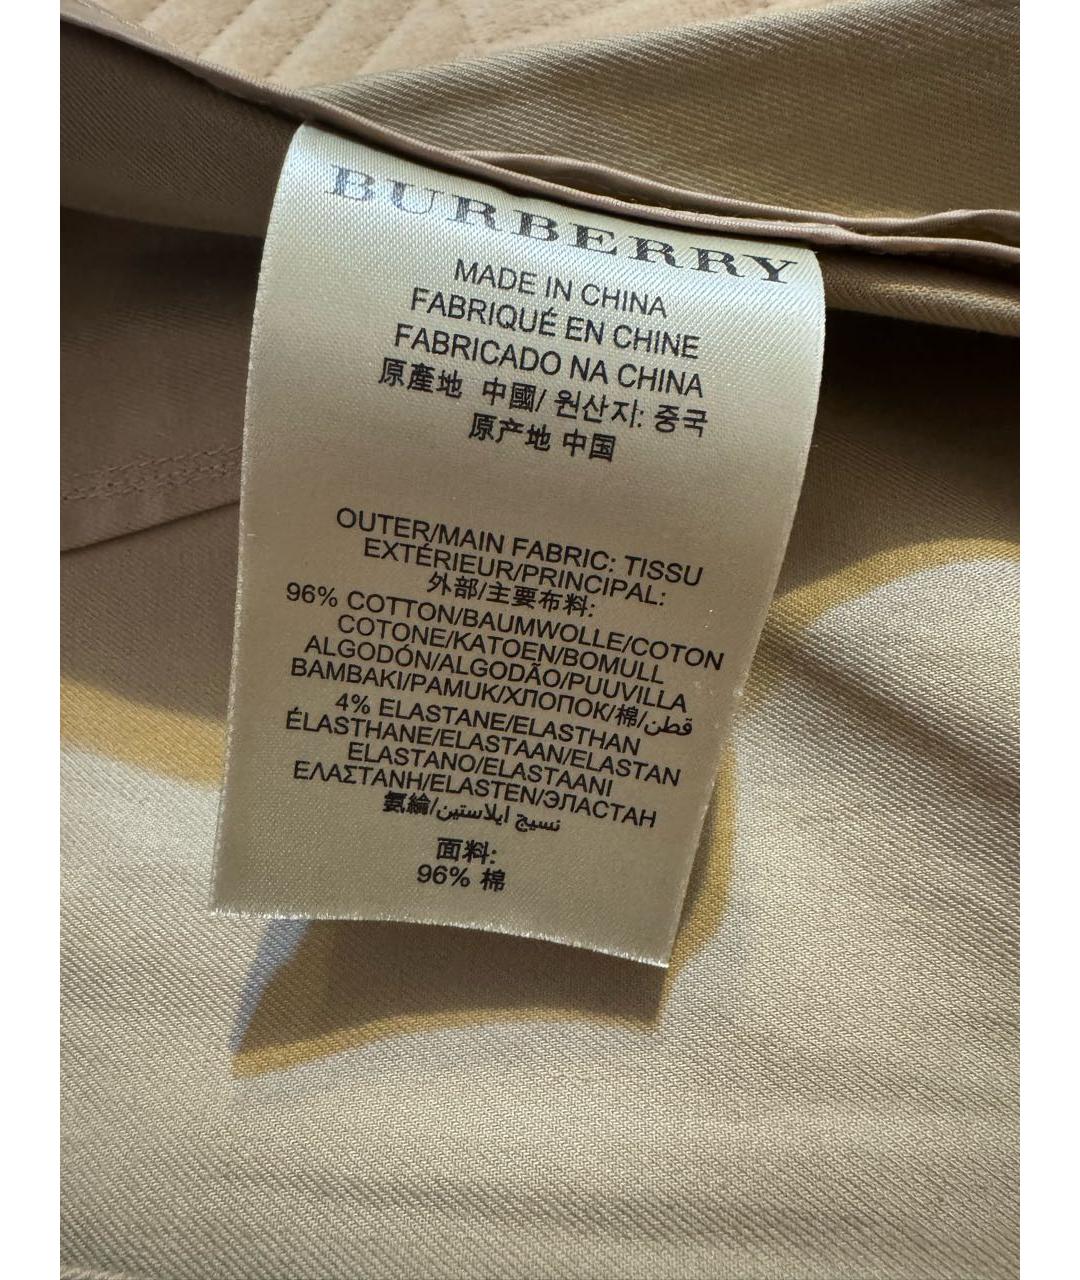 BURBERRY
MADE IN CHINA
FABRIQUÉ EN CHINE
FABRICADO NA CHINA
原產地 中國/ 원산지: 중국
原产地 中国
OUTER/MAIN FABRIC: TISSU
EXTÉRIEUR/PRINCIPAL:
外部/主要布料:
96% COTTON/BAUMWOLLE/COTON
COTONE/KATOEN/BOMULL
ALGODÓN/ALGODÃO/PUUVILLA
BAMBAKI/PAMUK/ХЛОПОК/棉/قطن
4% ELASTANE/ELASTHAN
ÉLASTHANE/ELASTAAN/ELASTAN
ELASTANO/ELASTAANI
ΕΛΑΣΤΑΝΗ/ELASTEN/ЭЛАСТАН
氨綸/نسيج ايلاستين
面料:
96% 棉